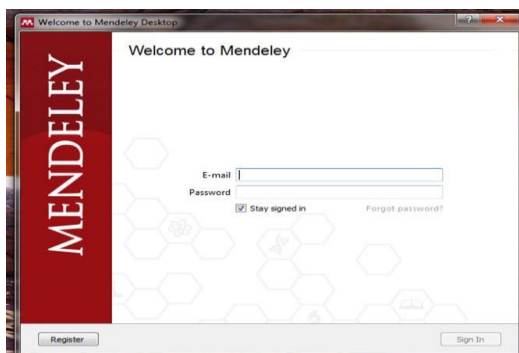 Welcome to Mendeley Desktop
Welcome to Mendeley
MENDELEY
E-mail
Password
Stay signed in Forgot password?
Register Sign In